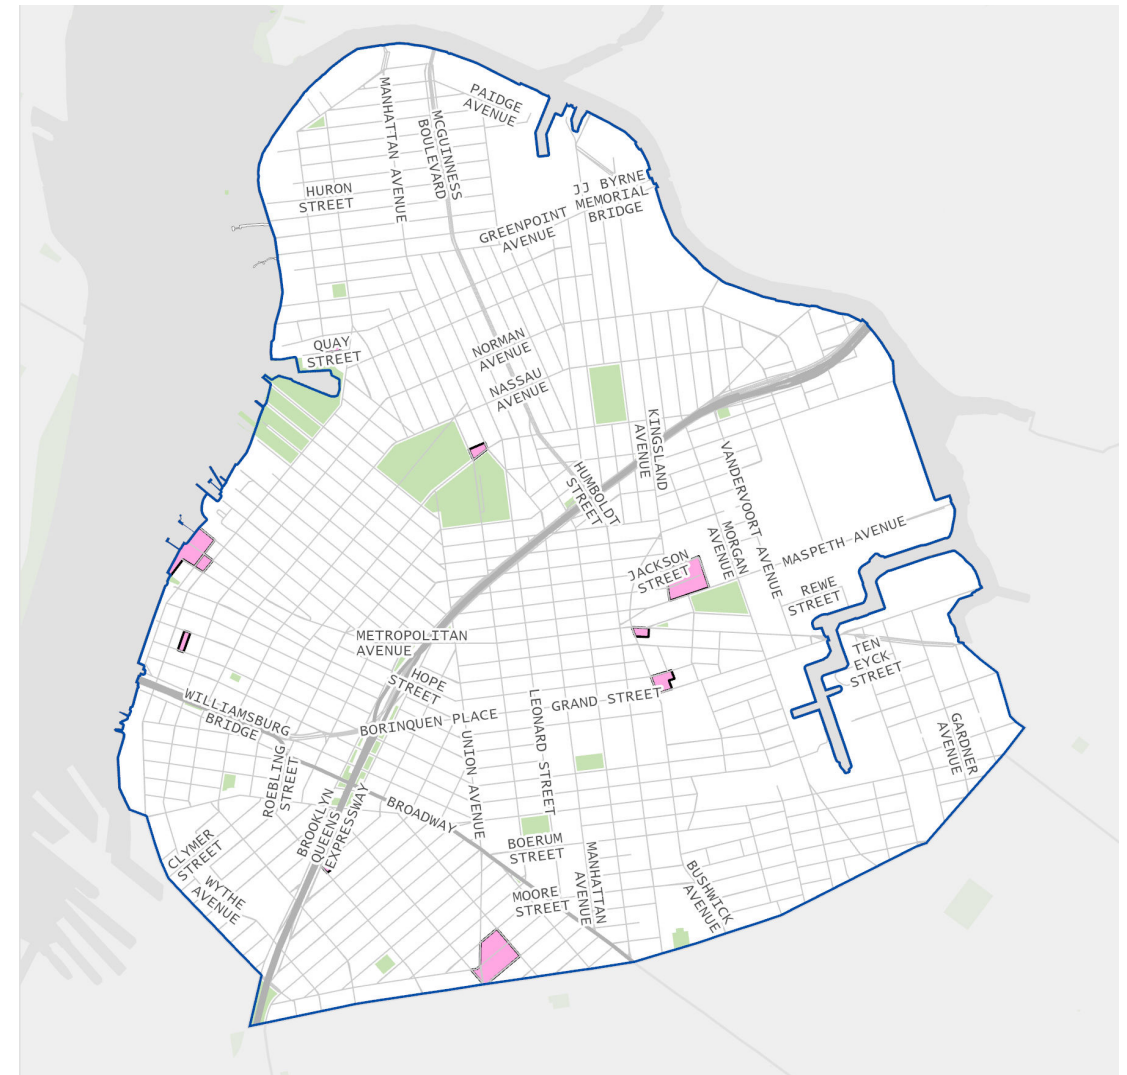 PAIDGE
AVENUE
MANHATTAN AVENUE
MCGUINNESS
BOULEVARD
HURON
STREET
JJ BYRNE
MEMORIAL
BRIDGE
GREENPOINT
AVENUE
QUAY
STREET
NORMAN
AVENUE
NASSAU
AVENUE
KINGSLAND
AVENUE
HUMBOLDT
STREET
VANDERVOORT AVENUE
MORGAN
AVENUE
MASPETH AVENUE
JACKSON
STREET
REWE
STREET
METROPOLITAN
AVENUE
TEN
EYCK
STREET
HOPE
STREET
WILLIAMSBURG
BRIDGE
LEONARD STREET
GRAND STREET
BORINQUEN PLACE
GARDNER
AVENUE
UNION AVENUE
ROEBLING
STREET
BROOKLYN
QUEENS
EXPRESSWAY
BROADWAY
CLYMER
STREET
BOERUM
STREET
MANHATTAN
AVENUE
WYTHE
AVENUE
MOORE
STREET
BUSHWICK
AVENUE